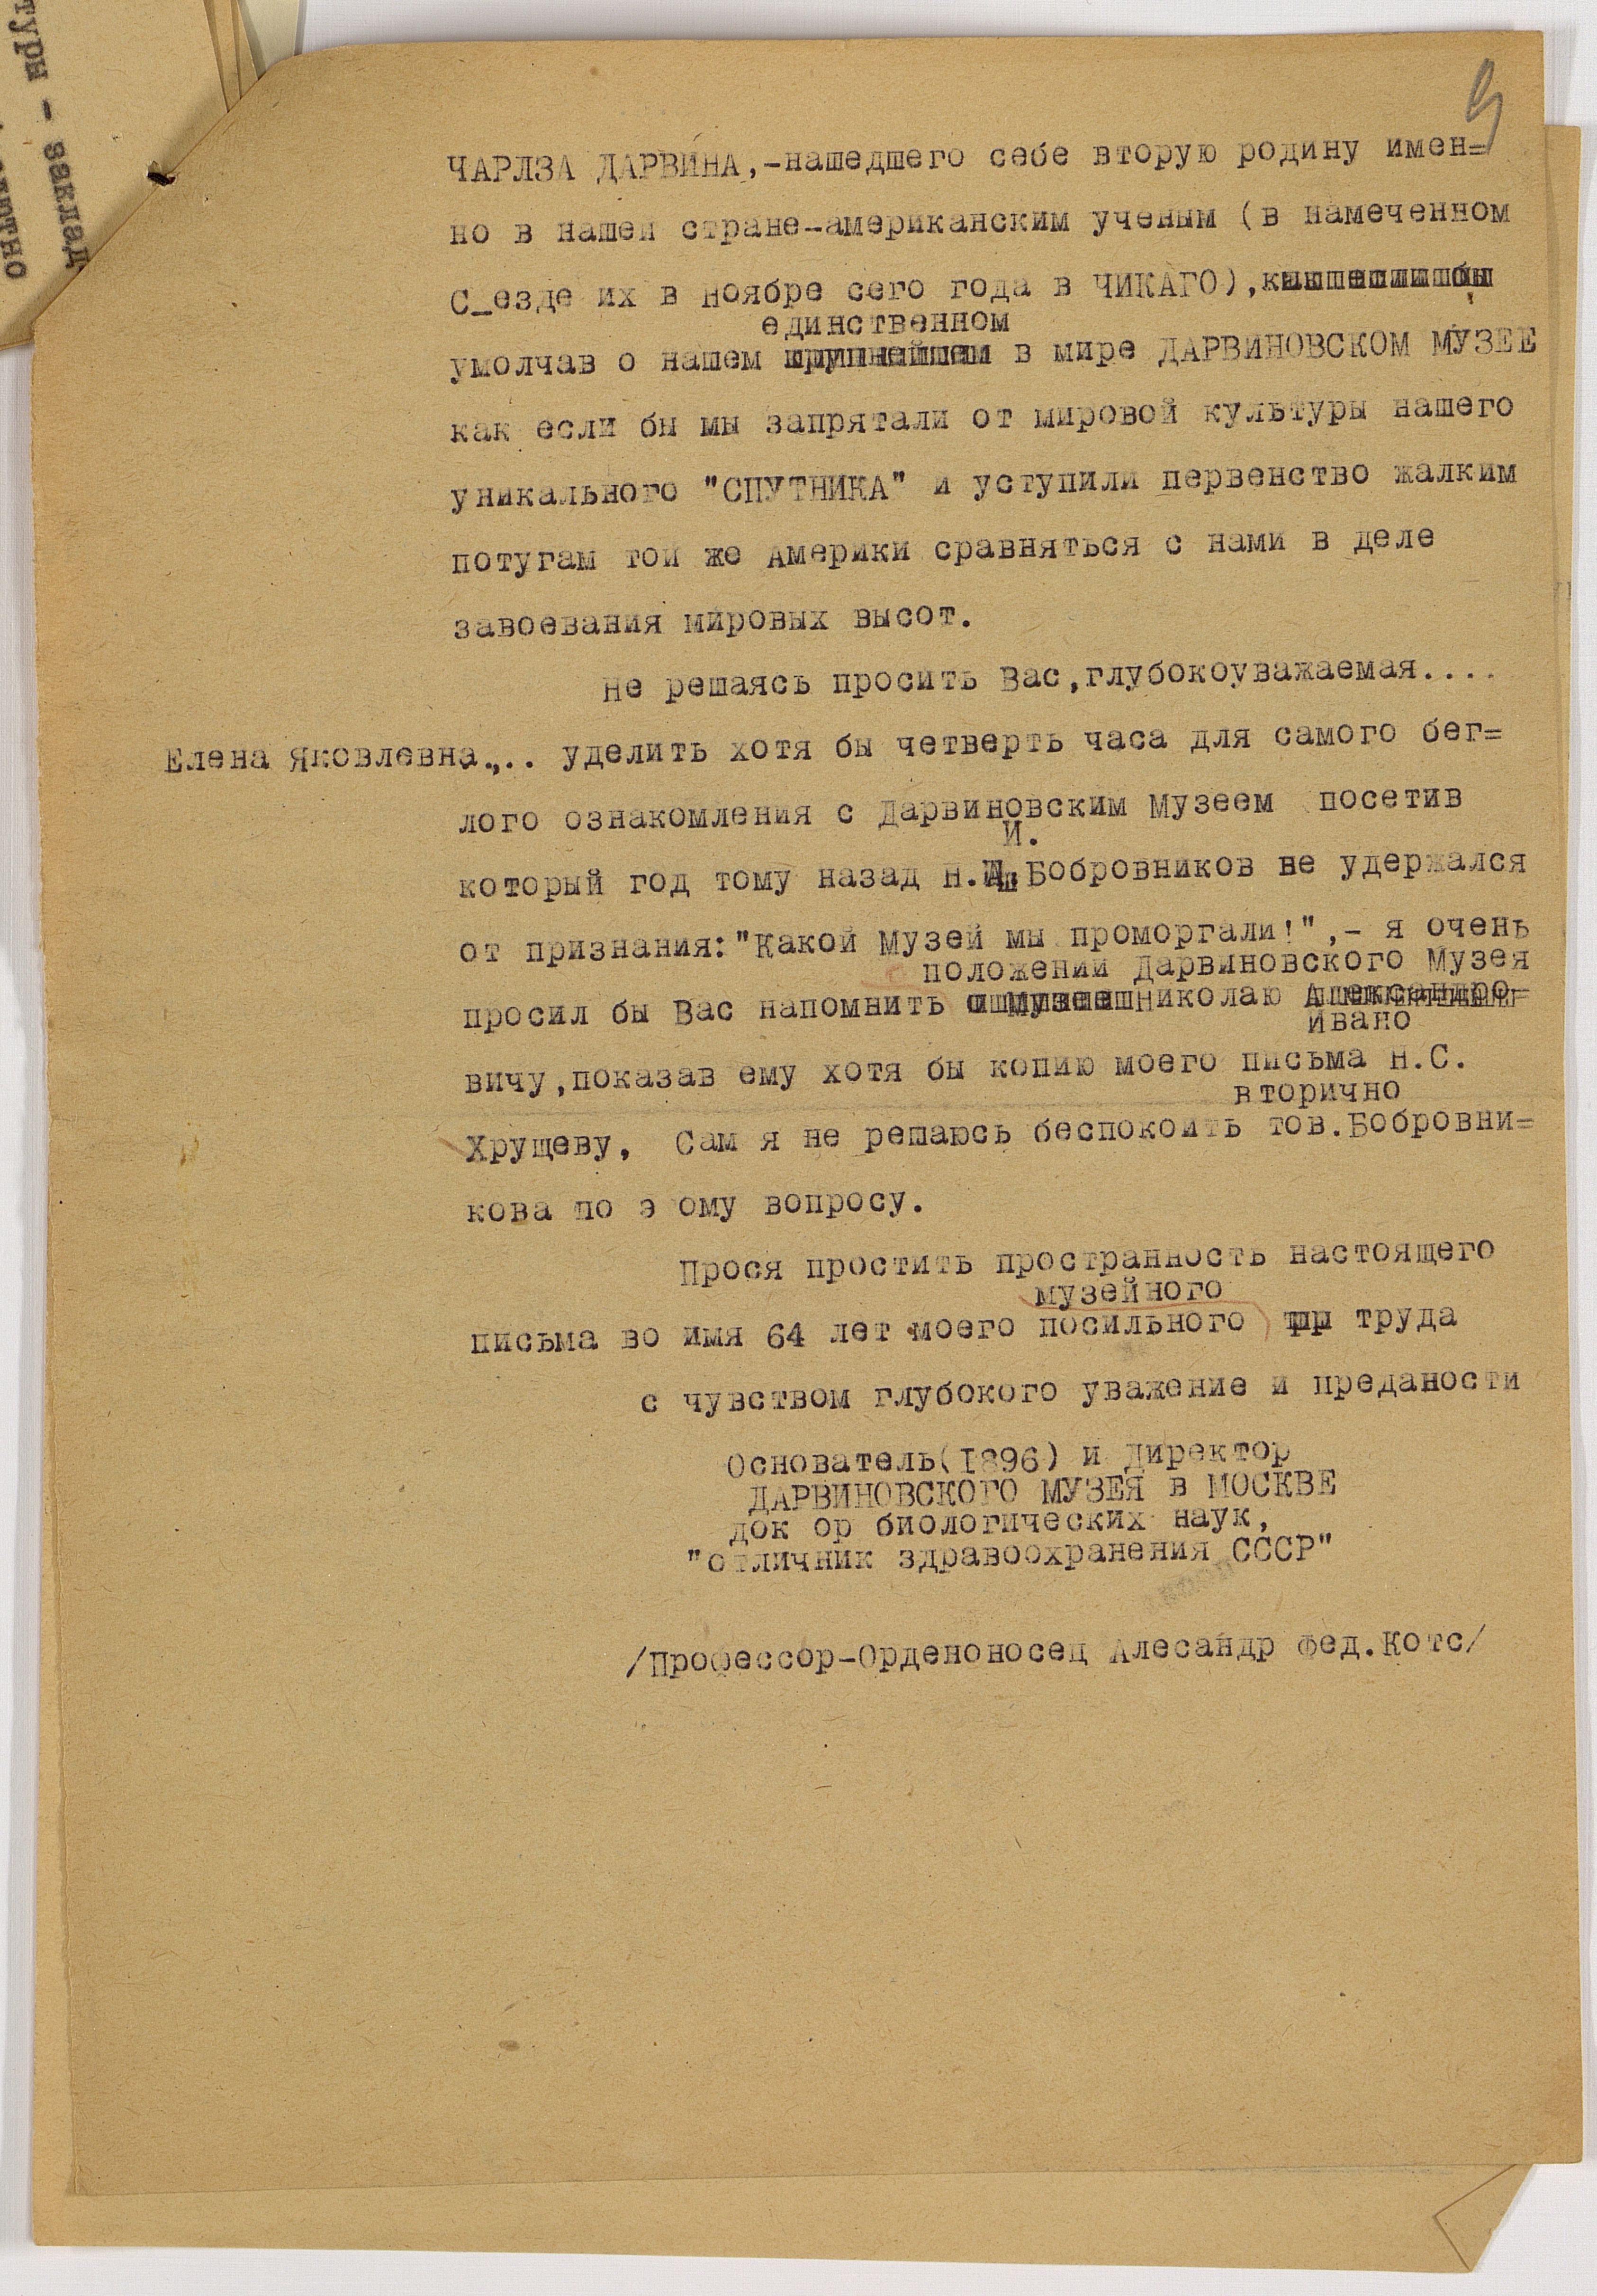 туры - заклад
ЧАРЛЗА ДАРВИНА,-нашедшего себе вторую родину имен=
но в нашей стране-американским ученым (в намеченном
С_езде их в Ноябре сего года в ЧИКАГО),
единственном
умолчав о нашем крупнейшем в мире ДАРВИНОВСКОМ МУЗЕЕ
как если бы мы запрятали от мировой культуры нашего
уникального "СПУТНИКА" и уступили первенство жалким
потугам той же Америки сравняться с нами в деле
завоевания мировых высот.
Не решаясь просить Вас,глубокоуважаемая....
Елена Яковлевна... уделить хотя бы четверть часа для самого бег=
лого ознакомления с Дарвиновским Музеем посетив
И.
который год тому назад Н. Бобровников не удержался
от признания:"Какой Музей мы проморгали!",- я очень
положении Дарвиновского Музея
просил бы Вас напомнить о Музее Николаю Александро=
Ивано
вичу,показав ему хотя бы копию моего письма Н.С.
вторично
Хрущеву, Сам я не решаюсь беспокоить тов.Бобровни=
кова по э ому вопросу.
Прося простить пространность настоящего
музейного
письма во имя 64 лет моего посильного труда
с чувством глубокого уважение и преданости
Основатель(1896) и Директор
ДАРВИНОВСКОГО МУЗЕЯ в МОСКВЕ
док ор биологических наук,
"отличник здравоохранения СССР"
/Профессор-Орденоносец Алесандр Фед.Котс/